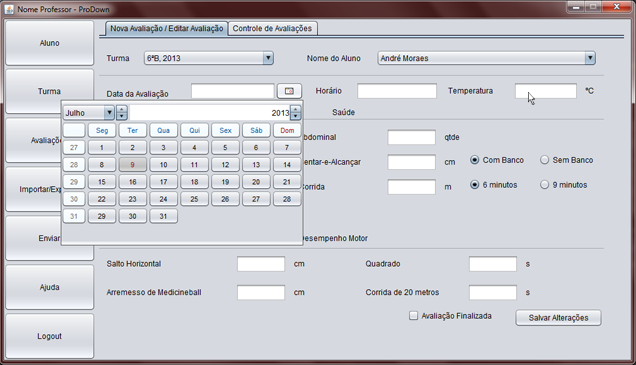 Nome Professor - ProDown
Aluno
Turma
Avaliaçõe
Importar/Exp
Enviar
Ajuda
Logout
Nova Avaliação / Editar Avaliação Controle de Avaliações
Turma 6ªB, 2013 Nome do Aluno André Moraes
Data da Avaliação Horário Temperatura ºC
Julho 2013 Saúde
Seg Ter Qua Qui Sex Sáb Dom
27 1 2 3 4 5 6 7
28 8 9 10 11 12 13 14
29 15 16 17 18 19 20 21
30 22 23 24 25 26 27 28
31 29 30 31
bdominal qtde
entar-e-Alcançar cm Com Banco Sem Banco
orrida m 6 minutos 9 minutos
esempenho Motor
Salto Horizontal cm Quadrado s
Arremesso de Medicineball cm Corrida de 20 metros s
Avaliação Finalizada Salvar Alterações